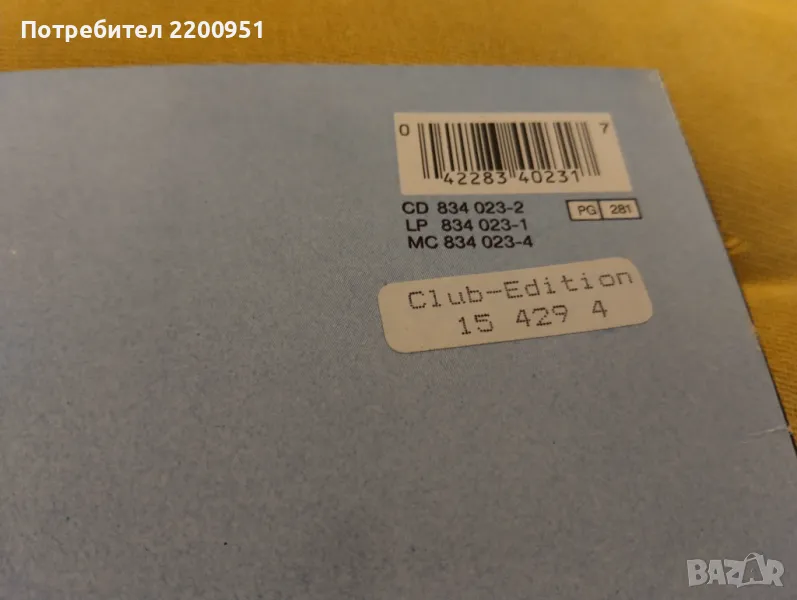 Потребител 2200951
0 7
42283 40231
CD 834 023-2
PG 281
LP 834 023-1
MC 834 023-4
Club-Edition
15 429 4
BAZAR